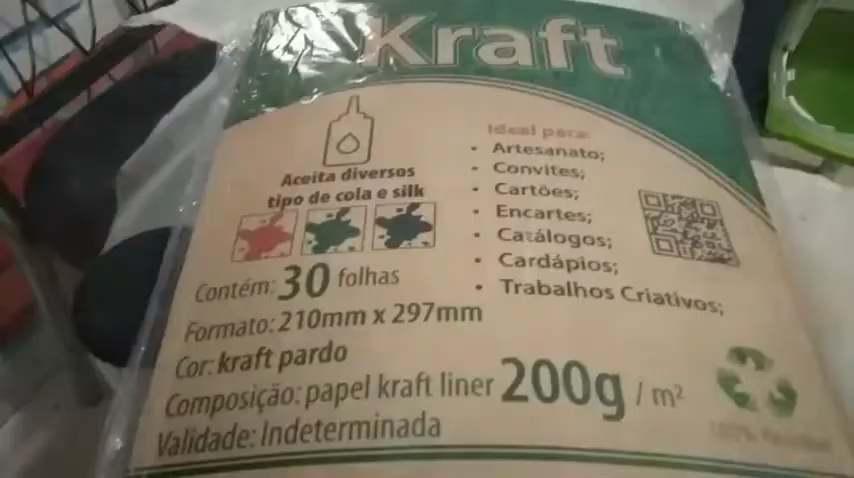 Kraft
Aceita diversos
tipo de cola e silk
Ideal para:
• Artesanato;
• Convites;
• Cartões;
• Encartes;
• Catálogos;
• Cardápios;
• Trabalhos Criativos;
Contém: 30 folhas
Formato: 210mm x 297mm
Cor: kraft pardo
Composição: papel kraft liner 200g / m²
Validade: Indeterminada
100%